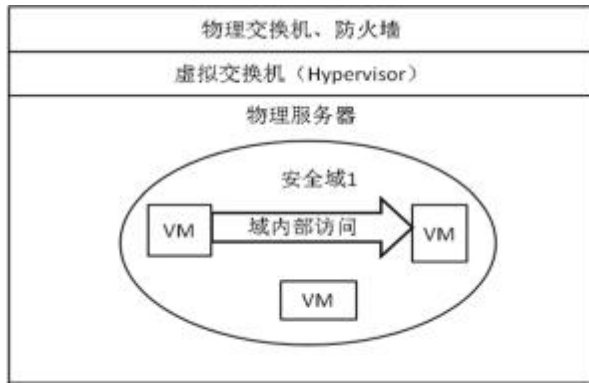 物理交换机、防火墙
虚拟交换机（Hypervisor）
物理服务器
安全域1
VM
域内部访问
VM
VM